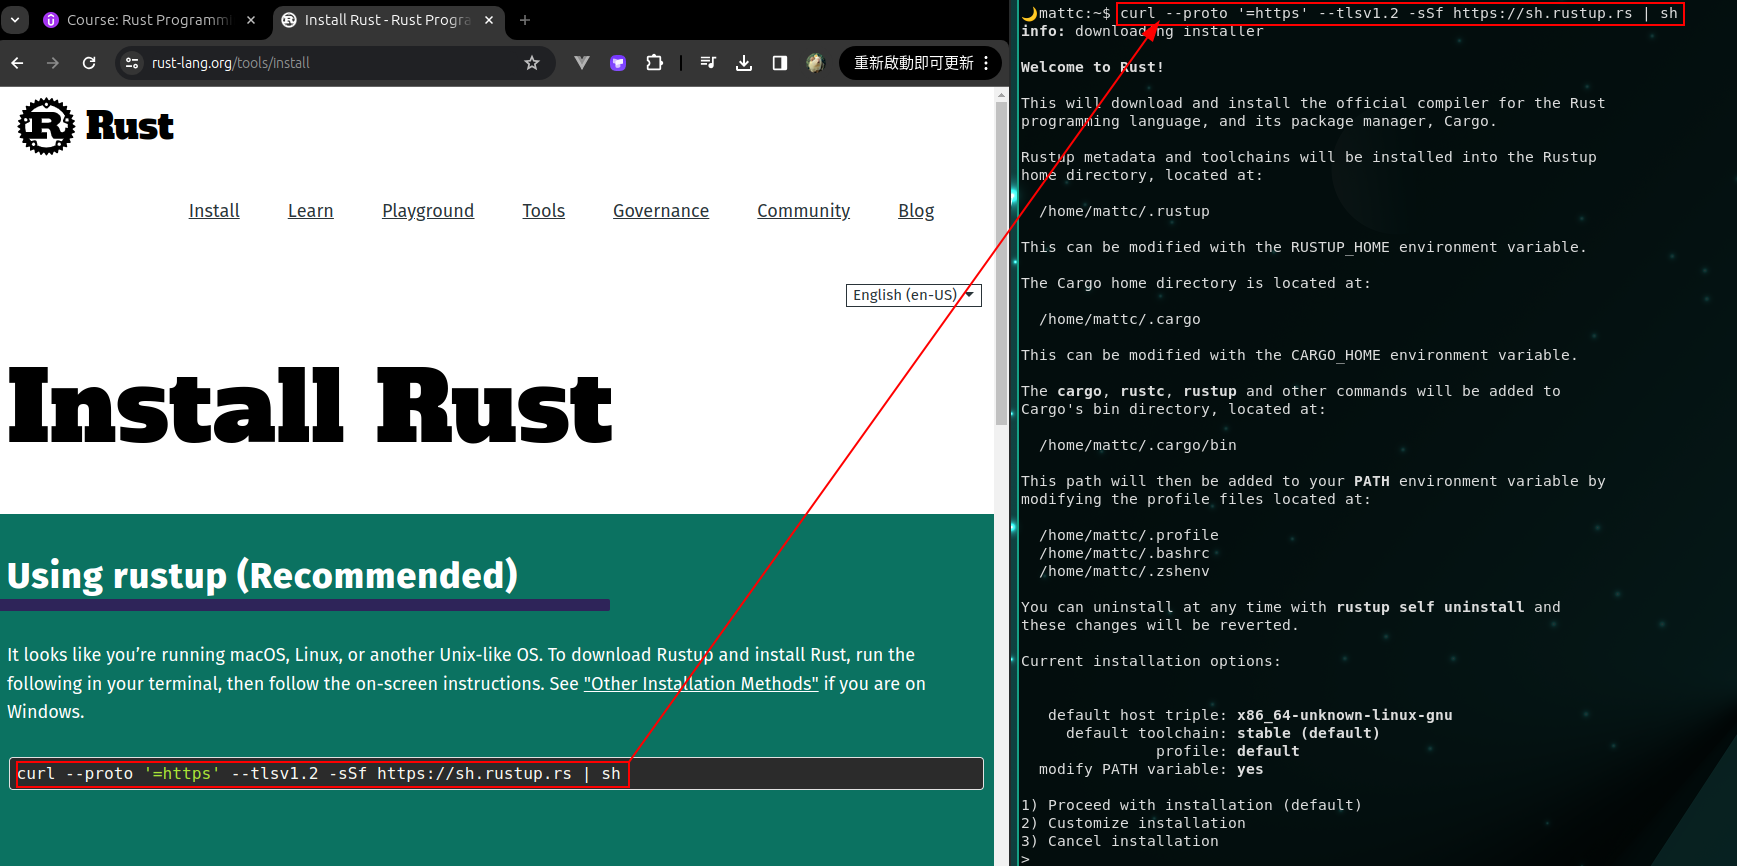 Course: Rust Programmi
Install Rust - Rust Progra
rust-lang.org/tools/install
重新啟動即可更新
Rust
Install
Learn
Playground
Tools
Governance
Community
Blog
English (en-US)
Install Rust
Using rustup (Recommended)
It looks like you’re running macOS, Linux, or another Unix-like OS. To download Rustup and install Rust, run the
following in your terminal, then follow the on-screen instructions. See "Other Installation Methods" if you are on
Windows.
curl --proto '=https' --tlsv1.2 -sSf https://sh.rustup.rs | sh
mattc:~$ curl --proto '=https' --tlsv1.2 -sSf https://sh.rustup.rs | sh
info: downloading installer
Welcome to Rust!
This will download and install the official compiler for the Rust
programming language, and its package manager, Cargo.
Rustup metadata and toolchains will be installed into the Rustup
home directory, located at:
/home/mattc/.rustup
This can be modified with the RUSTUP_HOME environment variable.
The Cargo home directory is located at:
/home/mattc/.cargo
This can be modified with the CARGO_HOME environment variable.
The cargo, rustc, rustup and other commands will be added to
Cargo's bin directory, located at:
/home/mattc/.cargo/bin
This path will then be added to your PATH environment variable by
modifying the profile files located at:
/home/mattc/.profile
/home/mattc/.bashrc
/home/mattc/.zshenv
You can uninstall at any time with rustup self uninstall and
these changes will be reverted.
Current installation options:
default host triple: x86_64-unknown-linux-gnu
default toolchain: stable (default)
profile: default
modify PATH variable: yes
1) Proceed with installation (default)
2) Customize installation
3) Cancel installation
>